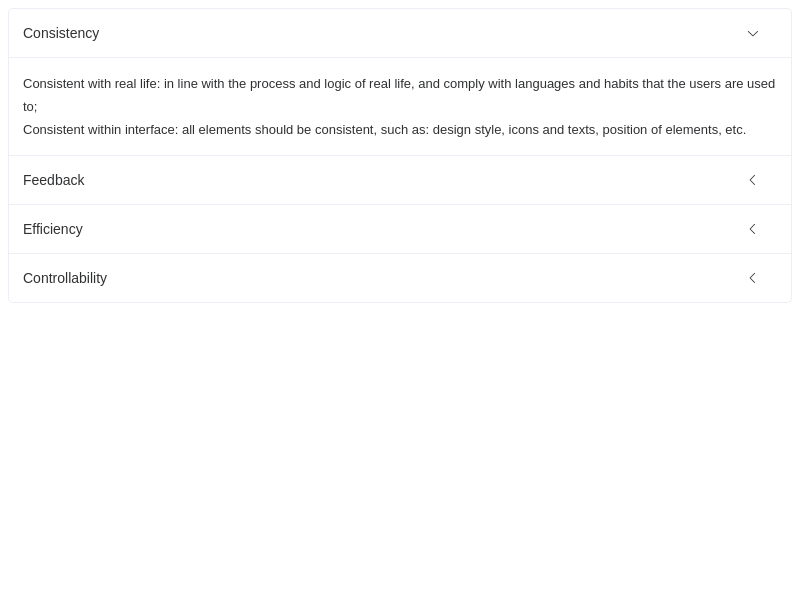 Consistency
Consistent with real life: in line with the process and logic of real life, and comply with languages and habits that the users are used
to;
Consistent within interface: all elements should be consistent, such as: design style, icons and texts, position of elements, etc.
Feedback
Efficiency
Controllability